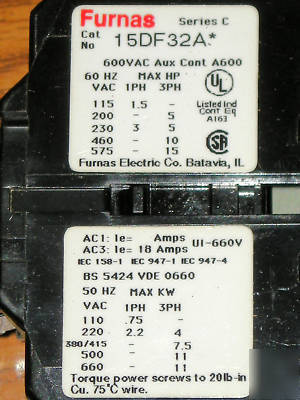 Furnas Series C
Cat No 15DF32A*
600VAC Aux Cont A600
60 HZ MAX HP
VAC 1PH 3PH
115 1.5 -
200 - 5
230 3 5
460 - 10
575 - 15
UL
Listed Ind
Cont Eq
A163
SA
Furnas Electric Co. Batavia, IL
AC1: Ie= Amps UI-660V
AC3: Ie= 18 Amps
IEC 158-1 IEC 947-1 IEC 947-4
BS 5424 VDE 0660
50 HZ MAX KW
VAC 1PH 3PH
110 .75 -
220 2.2 4
380/415 - 7.5
500 - 11
660 - 11
Torque power screws to 20lb-in
Cu. 75°C wire.